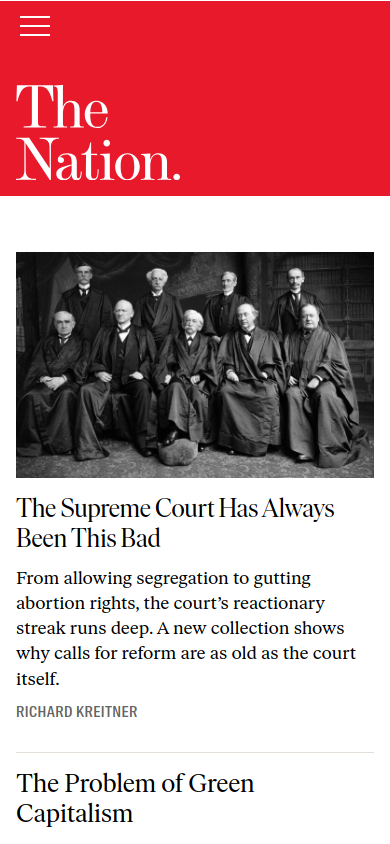 The
Nation.
The Supreme Court Has Always
Been This Bad
From allowing segregation to gutting
abortion rights, the court’s reactionary
streak runs deep. A new collection shows
why calls for reform are as old as the court
itself.
RICHARD KREITNER
The Problem of Green
Capitalism